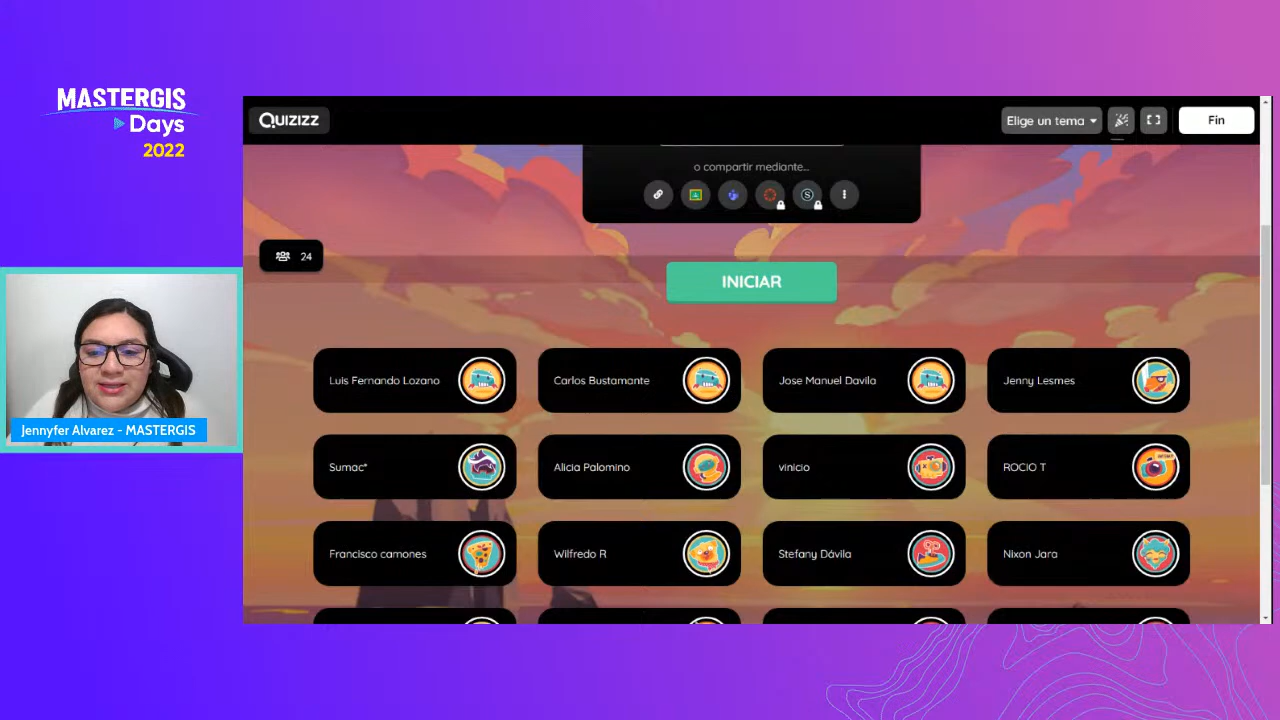 MASTERGIS
Days
2022
Quizizz
Elige un tema
Fin
o compartir mediante...
24
INICIAR
Luis Fernando Lozano
Carlos Bustamante
Jose Manuel Davila
Jenny Lesmes
Sumac*
Alicia Palomino
vinicio
ROCIO T
Francisco camones
Wilfredo R
Stefany Dávila
Nixon Jara
Jennyfer Alvarez - MASTERGIS